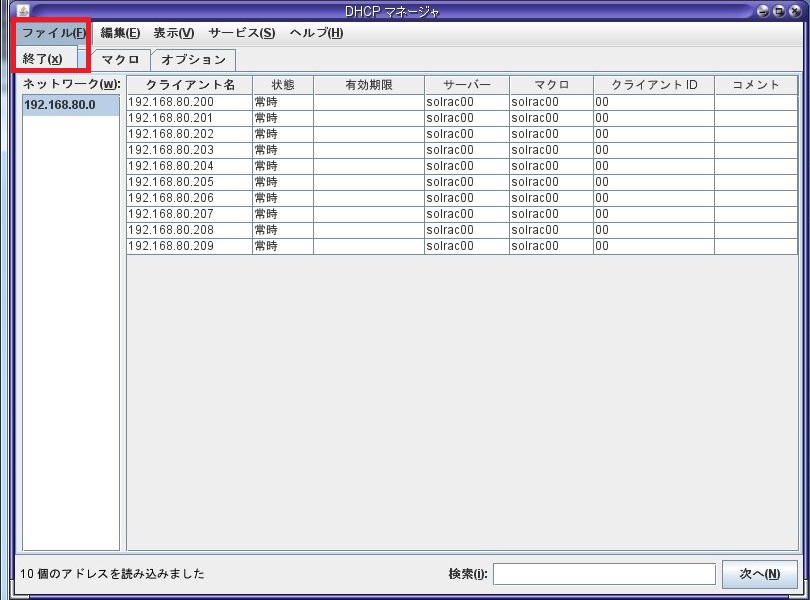 DHCP マネージャ
ファイル(F) 編集(E) 表示(V) サービス(S) ヘルプ(H)
終了(x) マクロ オプション
ネットワーク(W): クライアント名 状態 有効期限 サーバー マクロ クライアント ID コメント
192.168.80.0
192.168.80.200 常時 solrac00 solrac00 00
192.168.80.201 常時 solrac00 solrac00 00
192.168.80.202 常時 solrac00 solrac00 00
192.168.80.203 常時 solrac00 solrac00 00
192.168.80.204 常時 solrac00 solrac00 00
192.168.80.205 常時 solrac00 solrac00 00
192.168.80.206 常時 solrac00 solrac00 00
192.168.80.207 常時 solrac00 solrac00 00
192.168.80.208 常時 solrac00 solrac00 00
192.168.80.209 常時 solrac00 solrac00 00
10 個のアドレスを読み込みました 検索(i): 次へ(N)